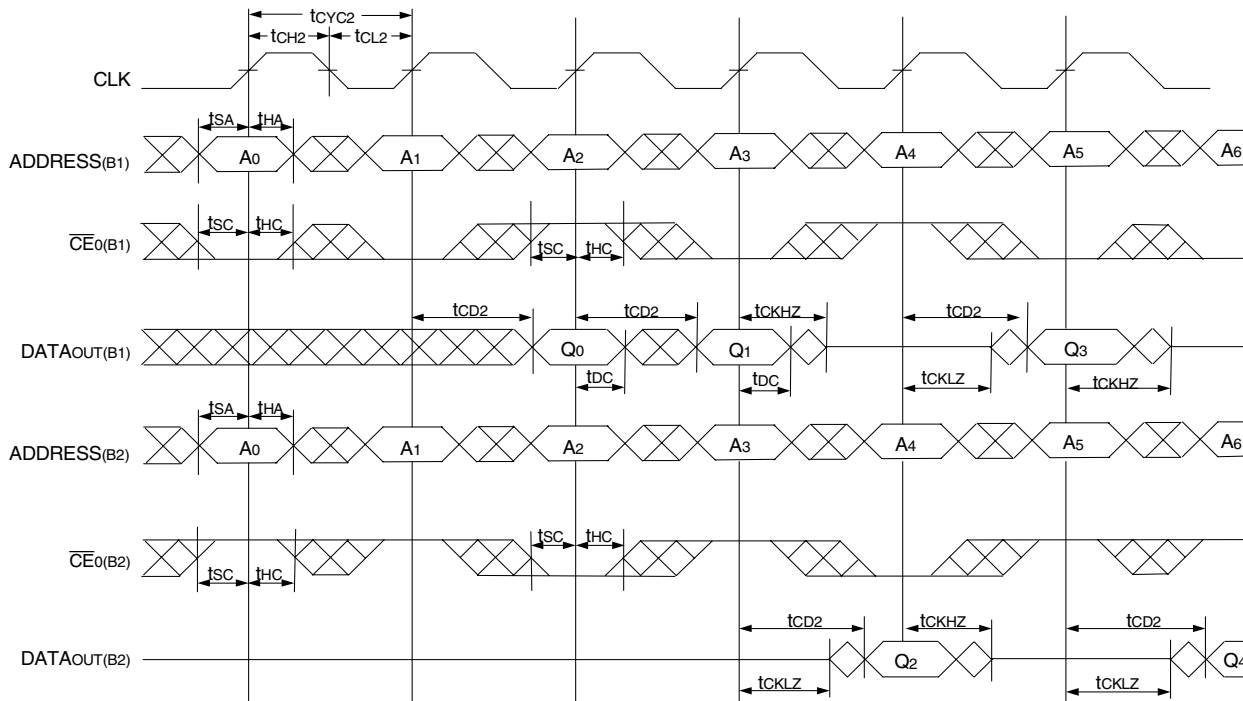 tCYC2
tCH2 tCL2
CLK
tSA tHA
ADDRESS(B1) A0 A1 A2 A3 A4 A5 A6
tSC tHC
CE0(B1)
tSC tHC
tCD2 tCD2 tCKHZ tCD2
DATAOUT(B1) Q0 Q1 Q3
tDC tDC tCKLZ tCKHZ
tSA tHA
ADDRESS(B2) A0 A1 A2 A3 A4 A5 A6
tSC tHC
CE0(B2)
tSC tHC
tCD2 tCKHZ tCD2
DATAOUT(B2) Q2 Q4
tCKLZ tCKLZ